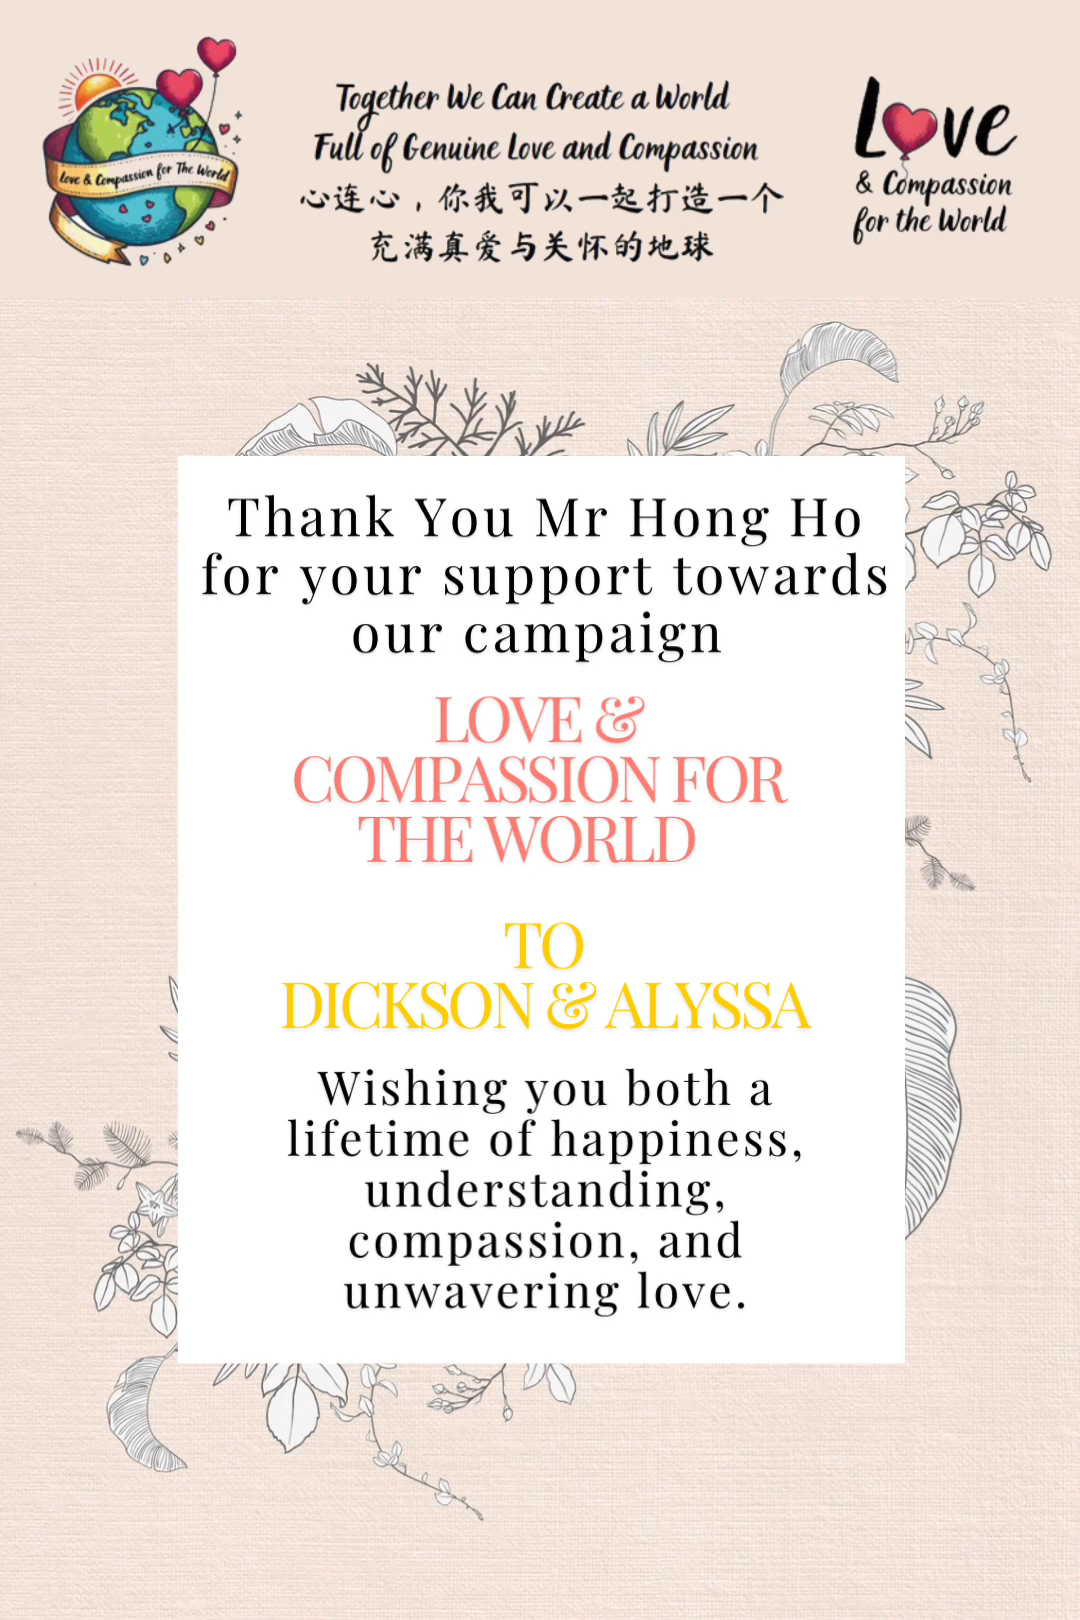 Love & Compassion for The World
Together We Can Create a World
Full of Genuine Love and Compassion
心连心，你我可以一起打造一个
充满真爱与关怀的地球
Love
& Compassion
for the World
Thank You Mr Hong Ho
for your support towards
our campaign
LOVE &
COMPASSION FOR
THE WORLD
TO
DICKSON & ALYSSA
Wishing you both a
lifetime of happiness,
understanding,
compassion, and
unwavering love.